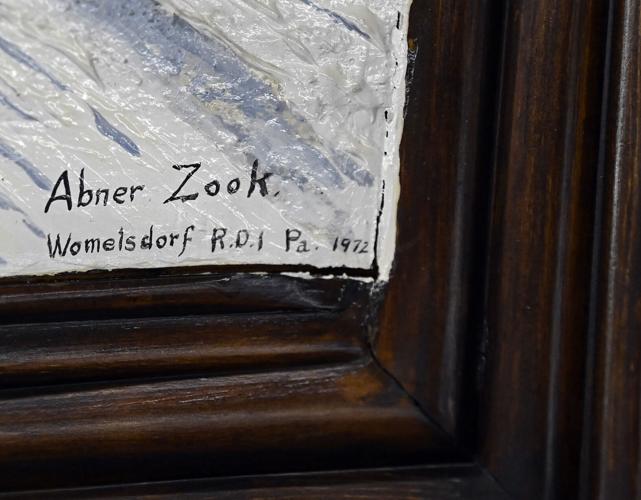 Abner Zook.
Womelsdorf R.D.1 Pa. 1972